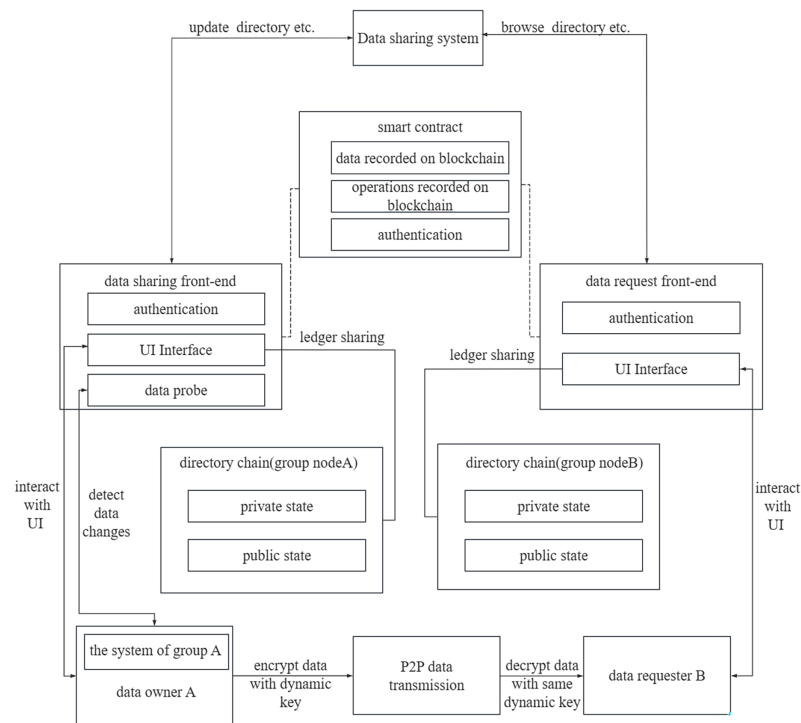 update directory etc.
Data sharing system
browse directory etc.
smart contract
data recorded on blockchain
operations recorded on
blockchain
authentication
data sharing front-end
authentication
UI Interface
data probe
ledger sharing
data request front-end
authentication
UI Interface
ledger sharing
directory chain(group nodeA)
private state
public state
directory chain(group nodeB)
private state
public state
interact
with
UI
detect
data
changes
interact
with
UI
the system of group A
data owner A
encrypt data
with dynamic
key
P2P data
transmission
decrypt data
with same
dynamic key
data requester B